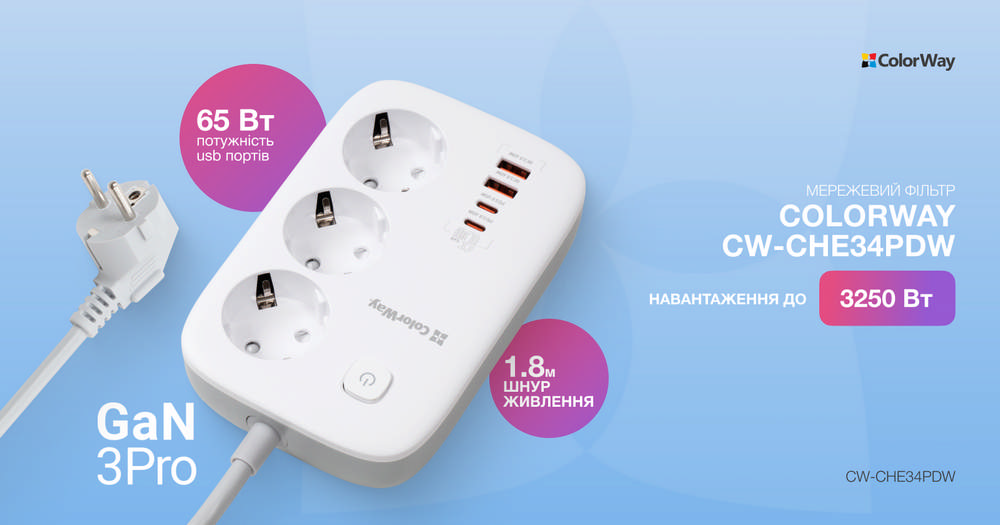 ColorWay
65 Вт
потужність
usb портів
МЕРЕЖЕВИЙ ФІЛЬТР
COLORWAY
CW-CHE34PDW
НАВАНТАЖЕННЯ ДО
3250 Вт
ColorWay
1.8м
ШНУР
ЖИВЛЕННЯ
GaN
3Pro
CW-CHE34PDW